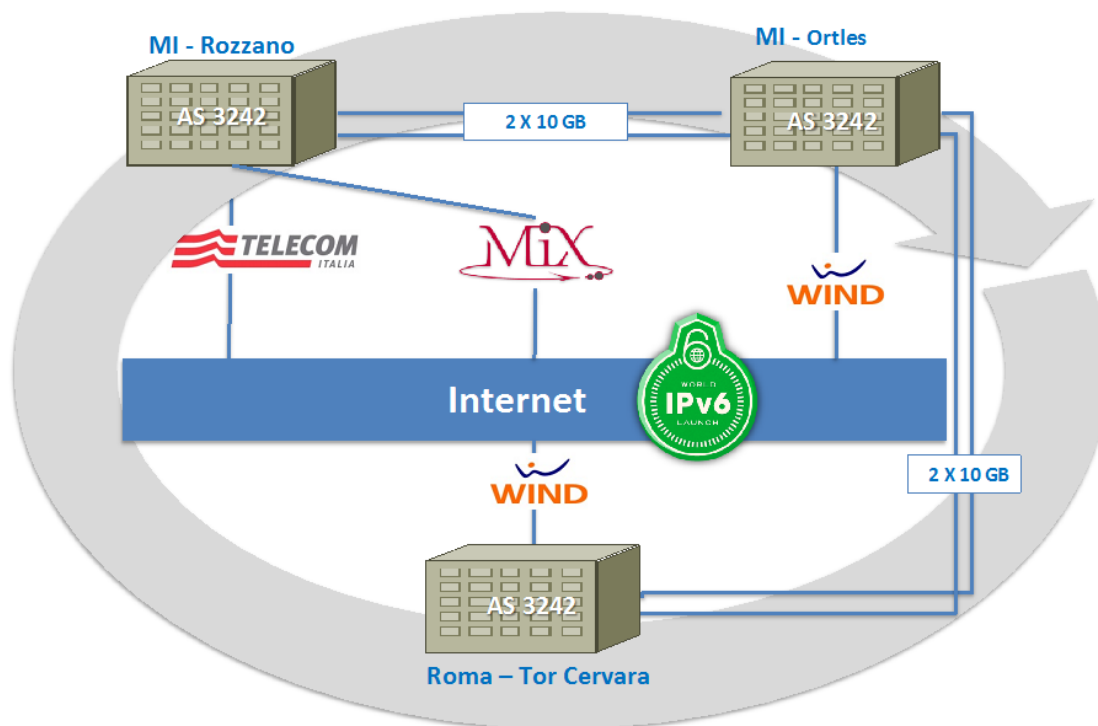 MI - Rozzano
MI - Ortles
AS 3242
2 X 10 GB
AS 3242
TELECOM
ITALIA
MiX
WIND
Internet
WORLD
IPv6
LAUNCH
WIND
2 X 10 GB
AS 3242
Roma – Tor Cervara